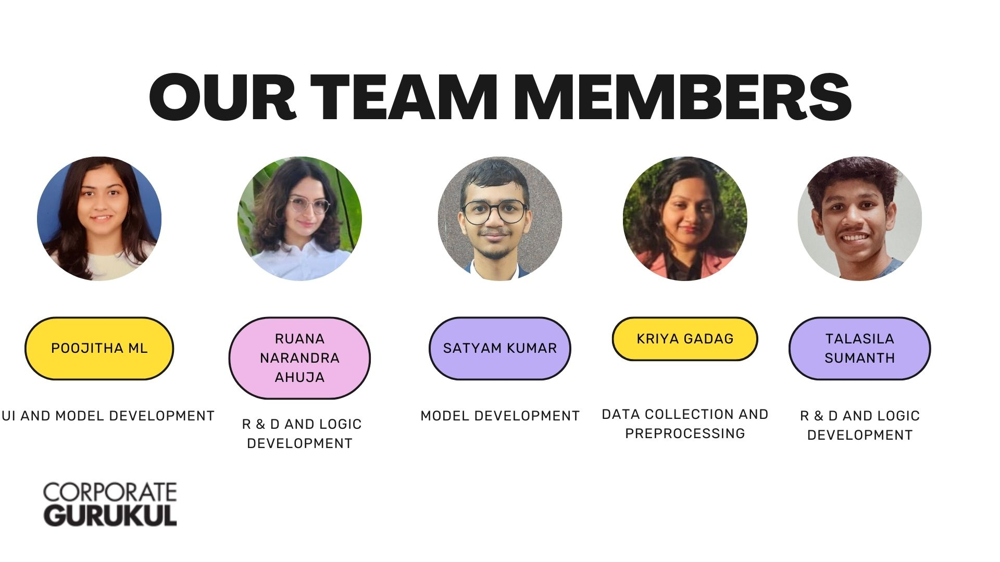 OUR TEAM MEMBERS
POOJITHA ML
UI AND MODEL DEVELOPMENT
RUANA
NARANDRA
AHUJA
R & D AND LOGIC
DEVELOPMENT
SATYAM KUMAR
MODEL DEVELOPMENT
KRIYA GADAG
DATA COLLECTION AND
PREPROCESSING
TALASILA
SUMANTH
R & D AND LOGIC
DEVELOPMENT
CORPORATE
GURUKUL